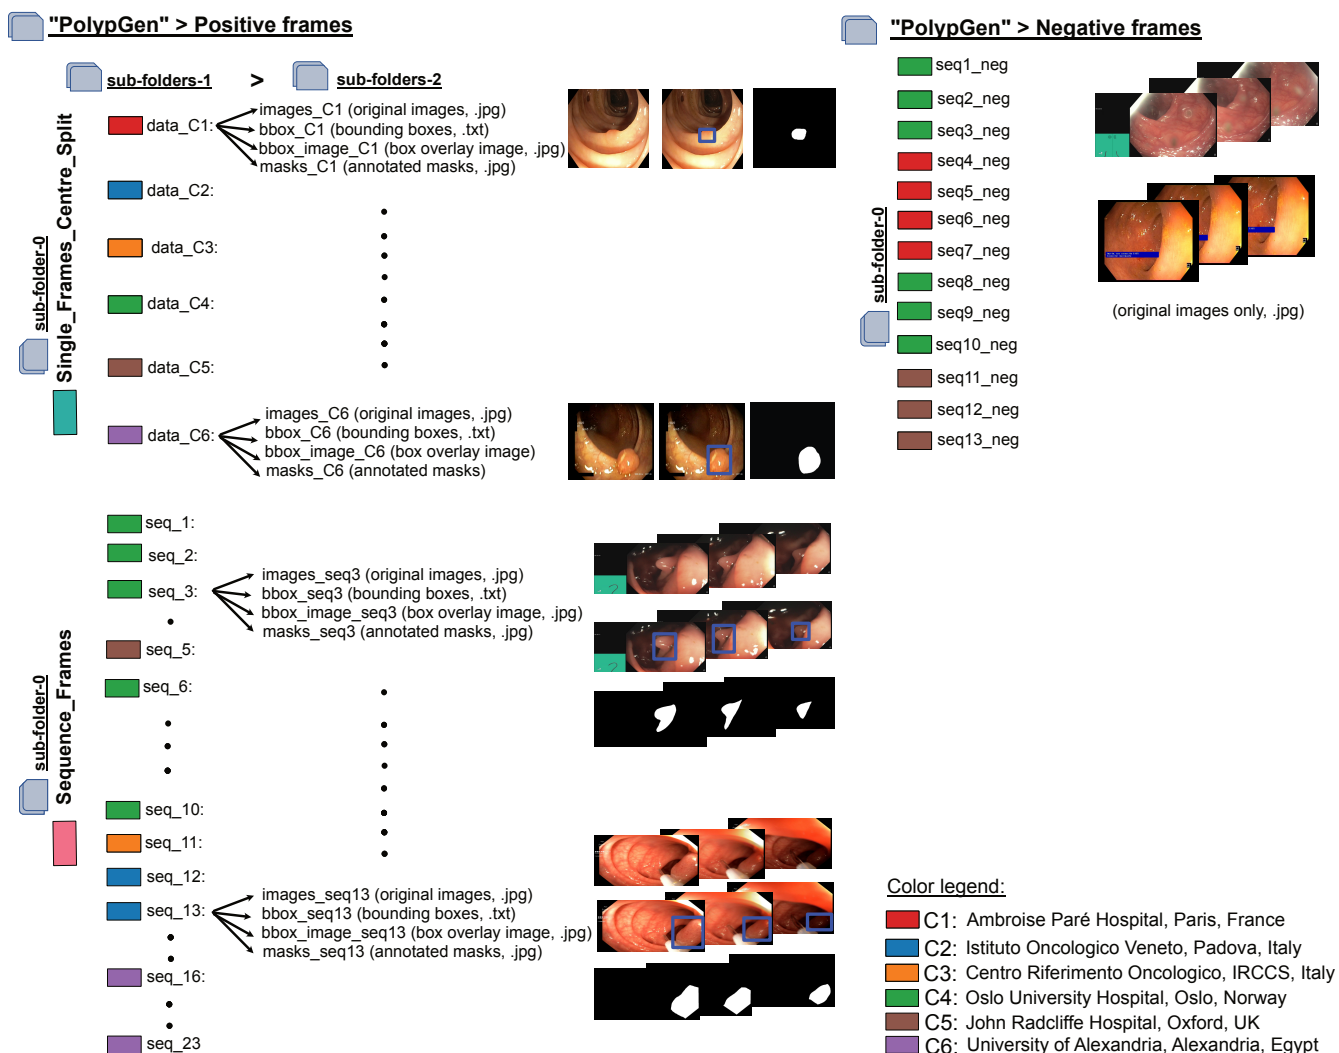 "PolypGen" > Positive frames
sub-folders-1 > sub-folders-2
sub-folder-0
Single_Frames_Centre_Split
data_C1:
images_C1 (original images, .jpg)
bbox_C1 (bounding boxes, .txt)
bbox_image_C1 (box overlay image, .jpg)
masks_C1 (annotated masks, .jpg)
data_C2:
data_C3:
data_C4:
data_C5:
data_C6:
images_C6 (original images, .jpg)
bbox_C6 (bounding boxes, .txt)
bbox_image_C6 (box overlay image)
masks_C6 (annotated masks)
sub-folder-0
Sequence_Frames
seq_1:
seq_2:
seq_3:
images_seq3 (original images, .jpg)
bbox_seq3 (bounding boxes, .txt)
bbox_image_seq3 (box overlay image, .jpg)
masks_seq3 (annotated masks, .jpg)
seq_5:
seq_6:
seq_10:
seq_11:
seq_12:
seq_13:
images_seq13 (original images, .jpg)
bbox_seq13 (bounding boxes, .txt)
bbox_image_seq13 (box overlay image, .jpg)
masks_seq13 (annotated masks, .jpg)
seq_16:
seq_23
"PolypGen" > Negative frames
sub-folder-0
seq1_neg
seq2_neg
seq3_neg
seq4_neg
seq5_neg
seq6_neg
seq7_neg
seq8_neg
seq9_neg
seq10_neg
seq11_neg
seq12_neg
seq13_neg
(original images only, .jpg)
Color legend:
C1: Ambroise Paré Hospital, Paris, France
C2: Istituto Oncologico Veneto, Padova, Italy
C3: Centro Riferimento Oncologico, IRCCS, Italy
C4: Oslo University Hospital, Oslo, Norway
C5: John Radcliffe Hospital, Oxford, UK
C6: University of Alexandria, Alexandria, Egypt